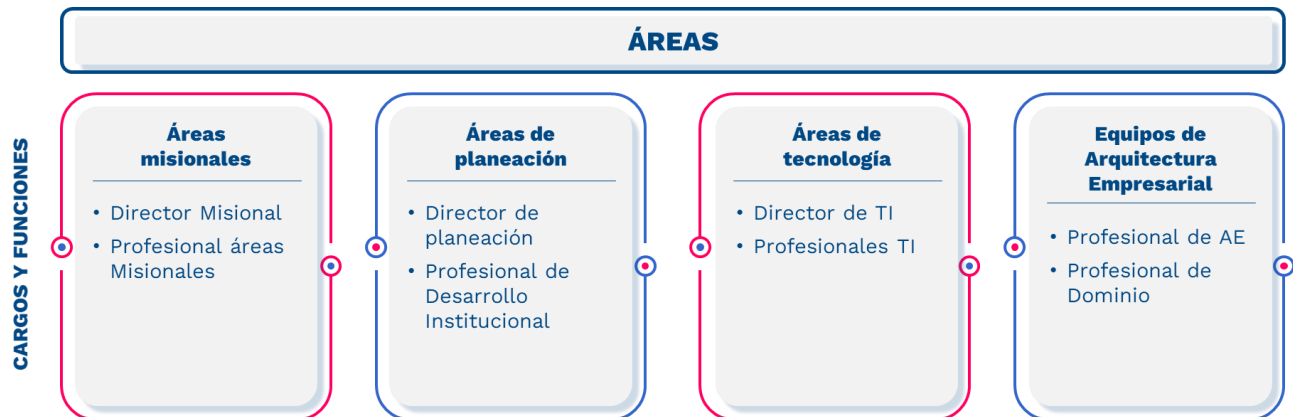 ÁREAS
CARGOS Y FUNCIONES
Áreas
misionales
• Director Misional
• Profesional áreas
Misionales
Áreas de
planeación
• Director de
planeación
• Profesional de
Desarrollo
Institucional
Áreas de
tecnología
• Director de TI
• Profesionales TI
Equipos de
Arquitectura
Empresarial
• Profesional de AE
• Profesional de
Dominio